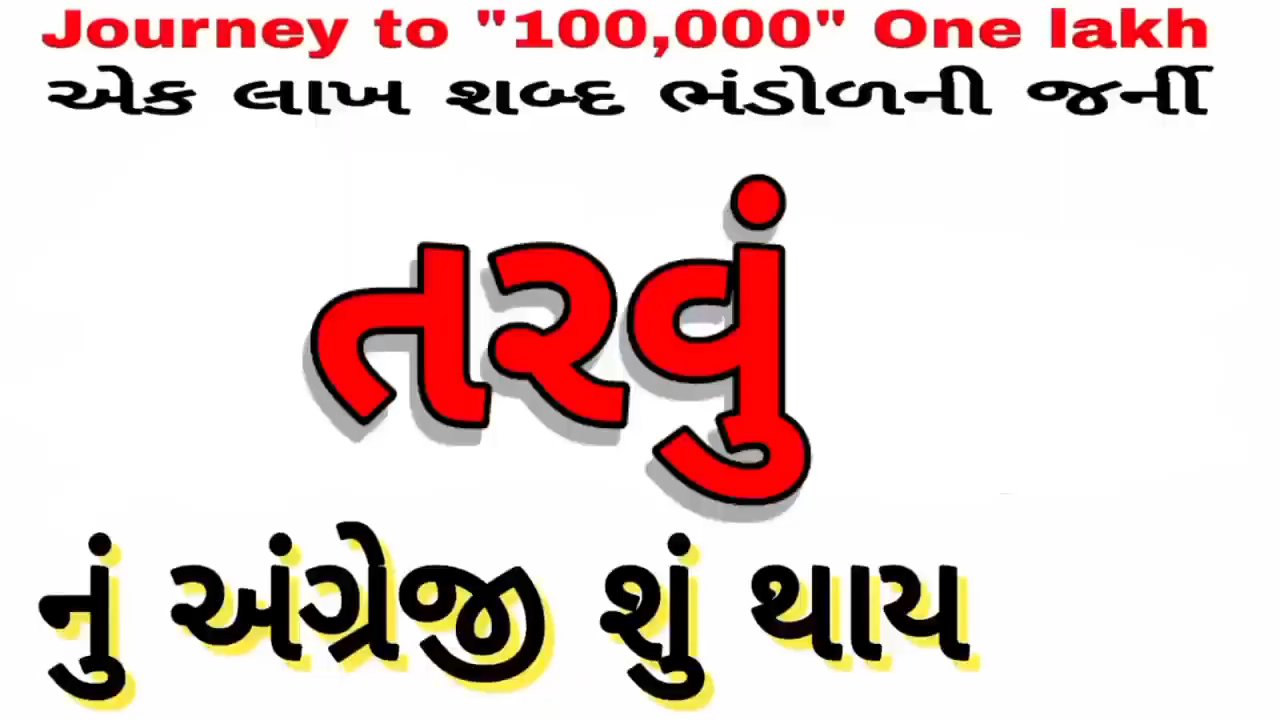 Journey to "100,000" One lakh
એક લાખ શબ્દ ભંડોળની જર્ની
તરવું
નું અંગ્રેજી શું થાય